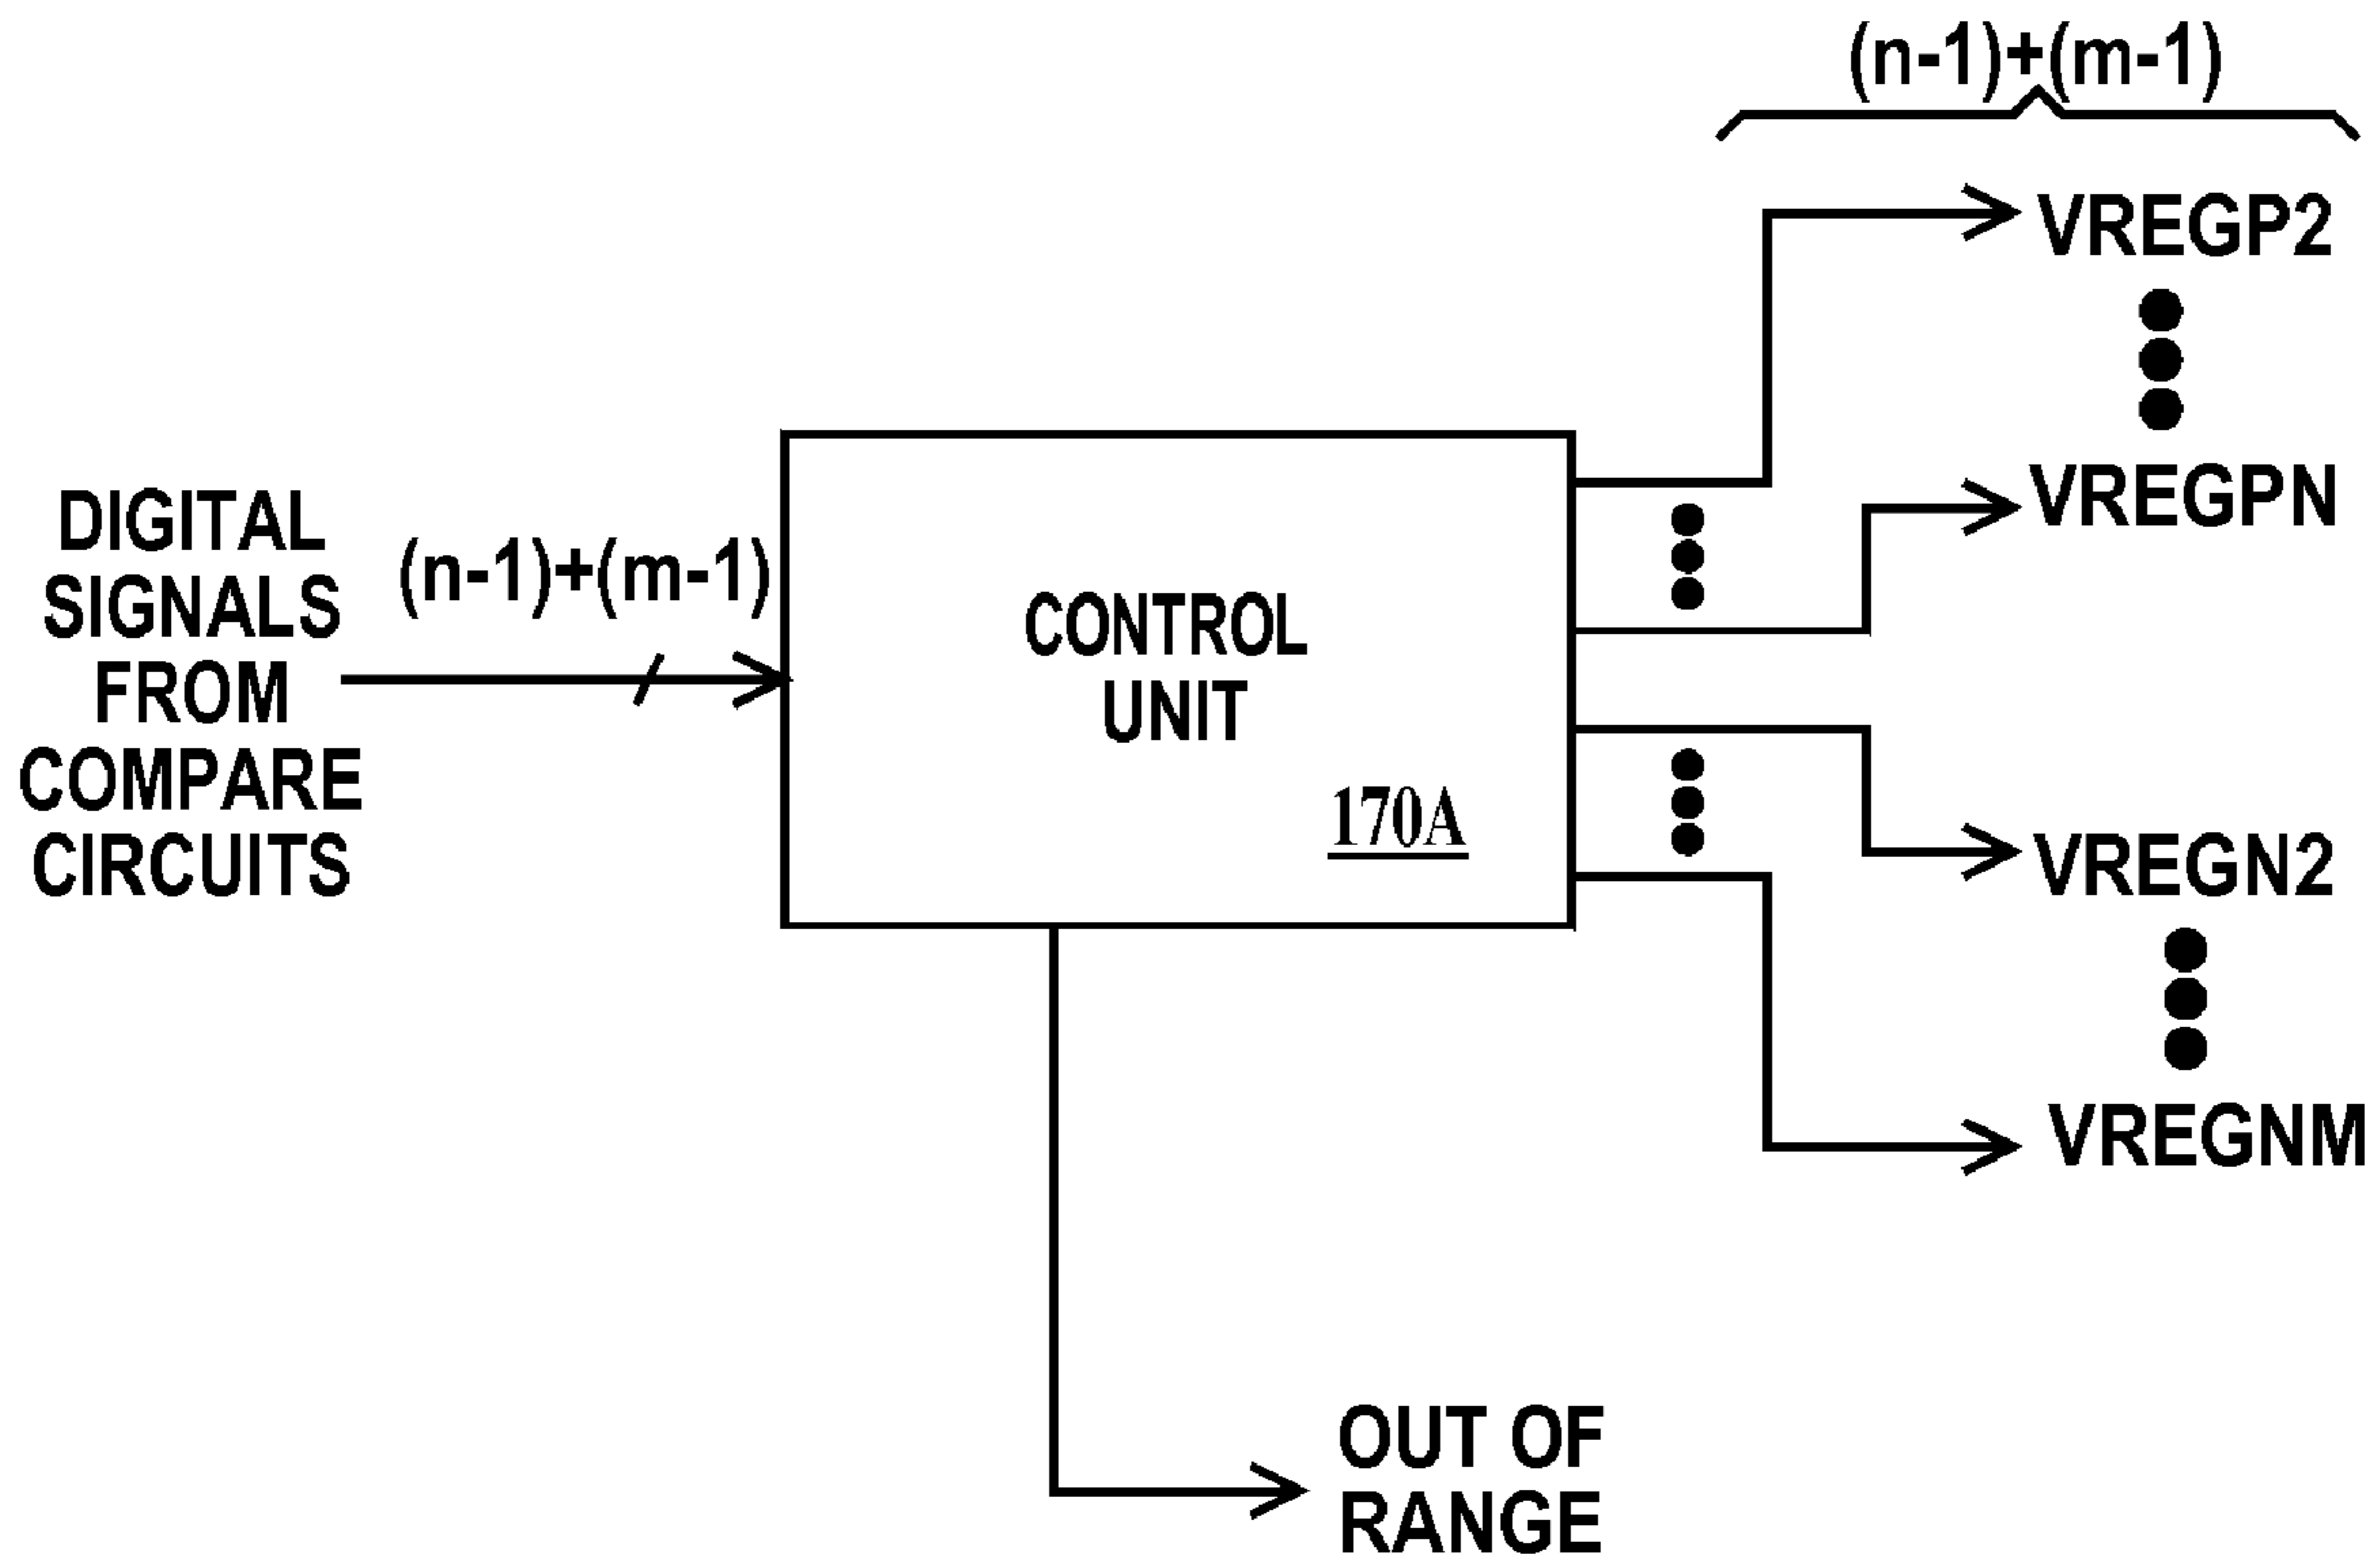 (n-1)+(m-1)
VREGP2
VREGPN
DIGITAL
SIGNALS
FROM
COMPARE
CIRCUITS
(n-1)+(m-1)
CONTROL
UNIT
170A
VREGN2
VREGNM
OUT OF
RANGE